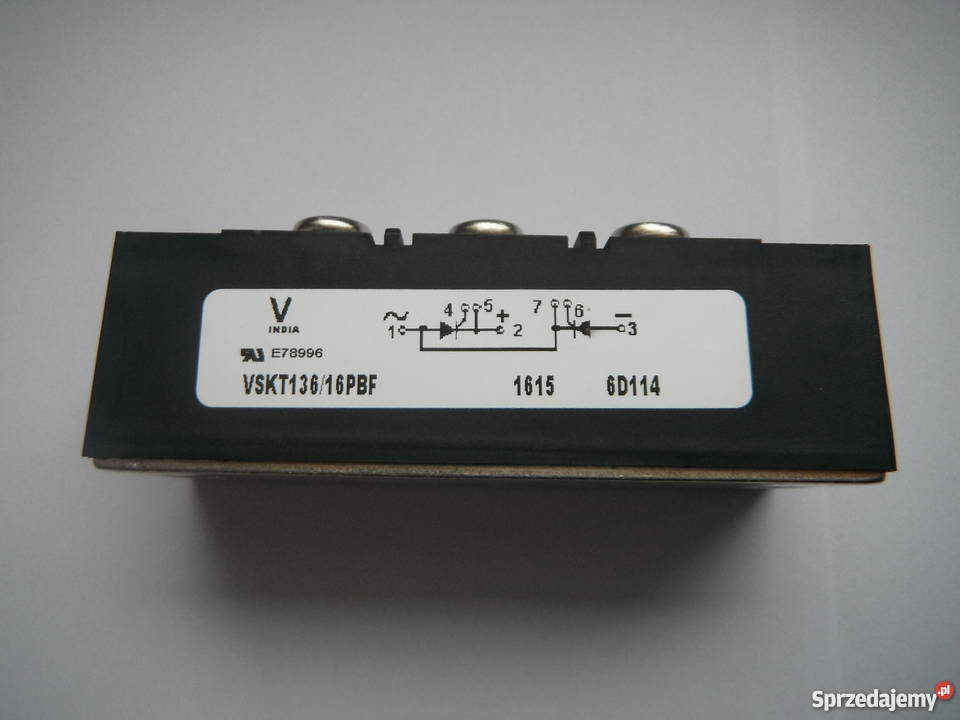 V
INDIA
E78996
4 5 7 6
~ 1 + 2 − 3
VSKT136/16PBF 1615 6D114
Sprzedajemy.pl